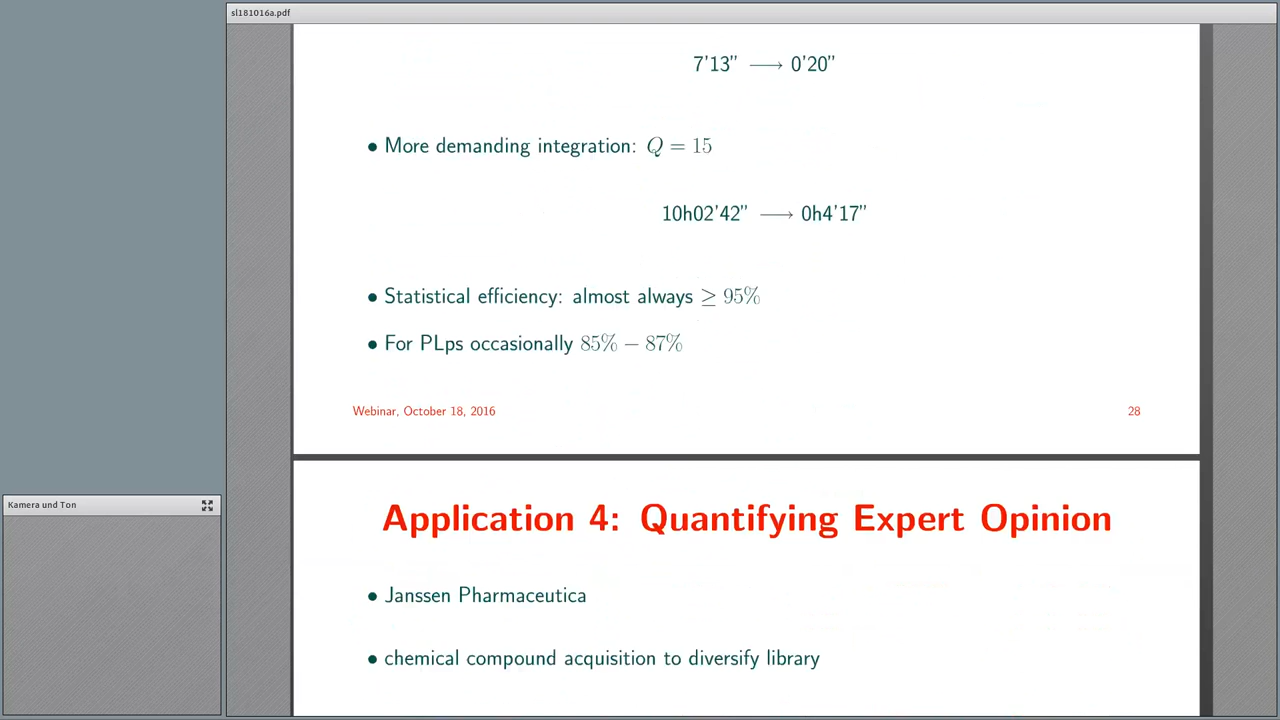 sl181016a.pdf
7'13" ⟶ 0'20"
• More demanding integration: Q = 15
10h02'42" ⟶ 0h4'17"
• Statistical efficiency: almost always ≥ 95%
• For PLps occasionally 85% − 87%
Webinar, October 18, 2016 28
Kamera und Ton
Application 4: Quantifying Expert Opinion
• Janssen Pharmaceutica
• chemical compound acquisition to diversify library